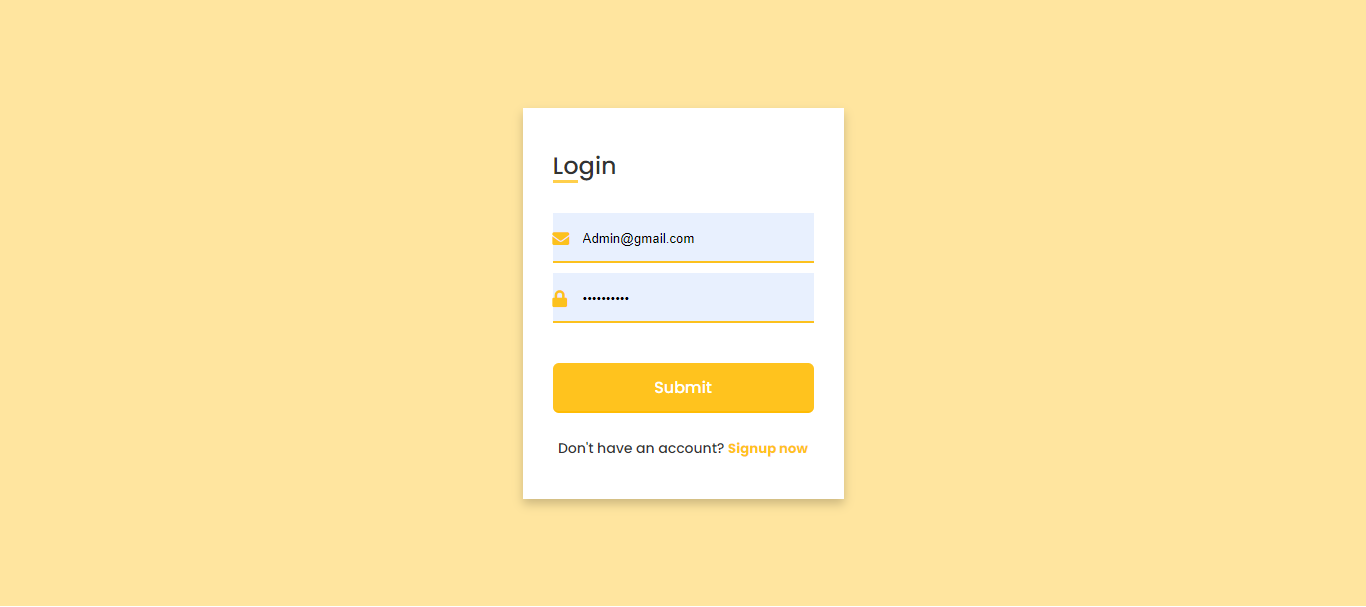 Login
Admin@gmail.com
••••••••••
Submit
Don't have an account? Signup now